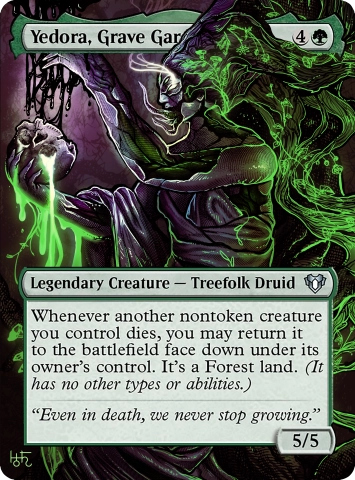 Yedora, Grave Gar
4
Legendary Creature — Treefolk Druid
Whenever another nontoken creature
you control dies, you may return it
to the battlefield face down under its
owner's control. It's a Forest land. (It
has no other types or abilities.)
"Even in death, we never stop growing."
5/5